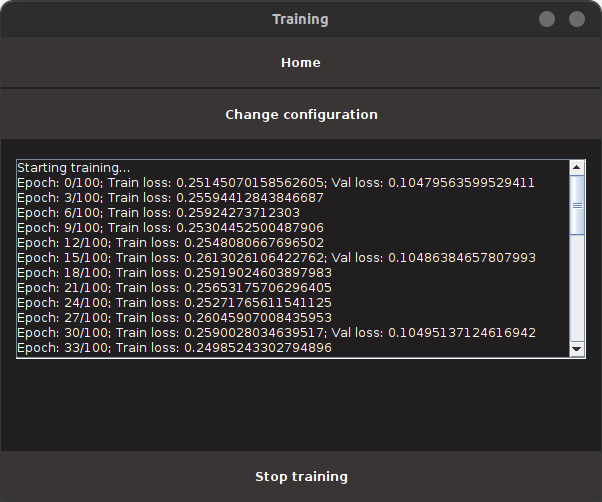 Training
Home
Change configuration
Starting training...
Epoch: 0/100; Train loss: 0.25145070158562605; Val loss: 0.10479563599529411
Epoch: 3/100; Train loss: 0.25594412843846687
Epoch: 6/100; Train loss: 0.25924273712303
Epoch: 9/100; Train loss: 0.25304452500487906
Epoch: 12/100; Train loss: 0.2548080667696502
Epoch: 15/100; Train loss: 0.2613026106422762; Val loss: 0.10486384657807993
Epoch: 18/100; Train loss: 0.25919024603897983
Epoch: 21/100; Train loss: 0.25653175706296405
Epoch: 24/100; Train loss: 0.25271765611541125
Epoch: 27/100; Train loss: 0.26045907008435953
Epoch: 30/100; Train loss: 0.2590028034639517; Val loss: 0.10495137124616942
Epoch: 33/100; Train loss: 0.24985243302794896
Stop training